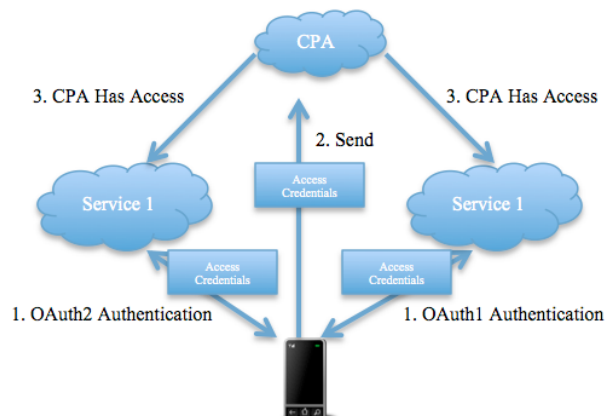 CPA
3. CPA Has Access
3. CPA Has Access
2. Send
Access
Credentials
Service 1
Service 1
Access
Credentials
Access
Credentials
1. OAuth2 Authentication
1. OAuth1 Authentication